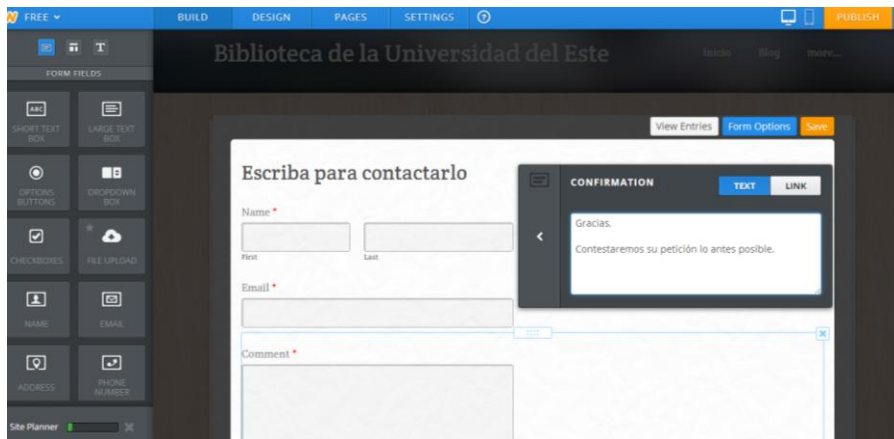 FREE
BUILD
DESIGN
PAGES
SETTINGS
?
PUBLISH
T
FORM FIELDS
ABC
SHORT TEXT
BOX
LARGE TEXT
BOX
OPTIONS
BUTTONS
DROPDOWN
BOX
CHECKBOXES
FILE UPLOAD
NAME
EMAIL
ADDRESS
PHONE
NUMBER
Site Planner
Biblioteca de la Universidad del Este
Inicio
Blog
more...
View Entries
Form Options
Save
Escriba para contactarlo
Name *
First
Last
Email *
Comment *
CONFIRMATION
TEXT
LINK
Gracias.
Contestaremos su petición lo antes posible.